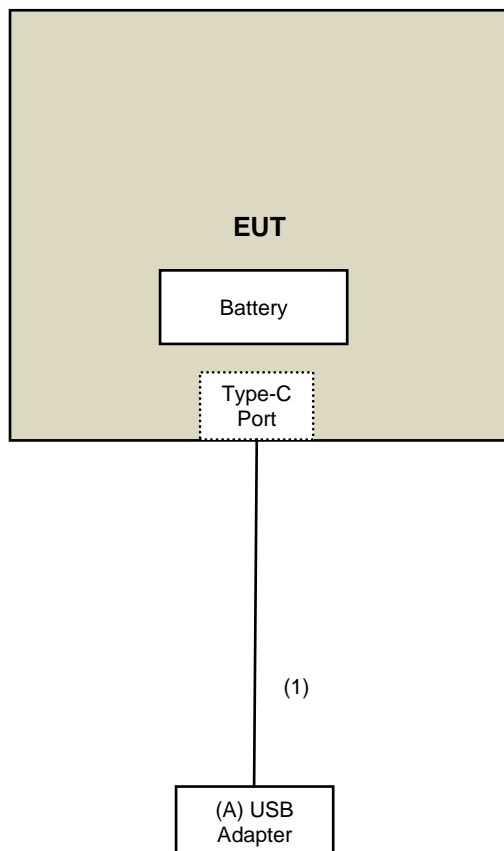 EUT
Battery
Type-C
Port
(1)
(A) USB
Adapter